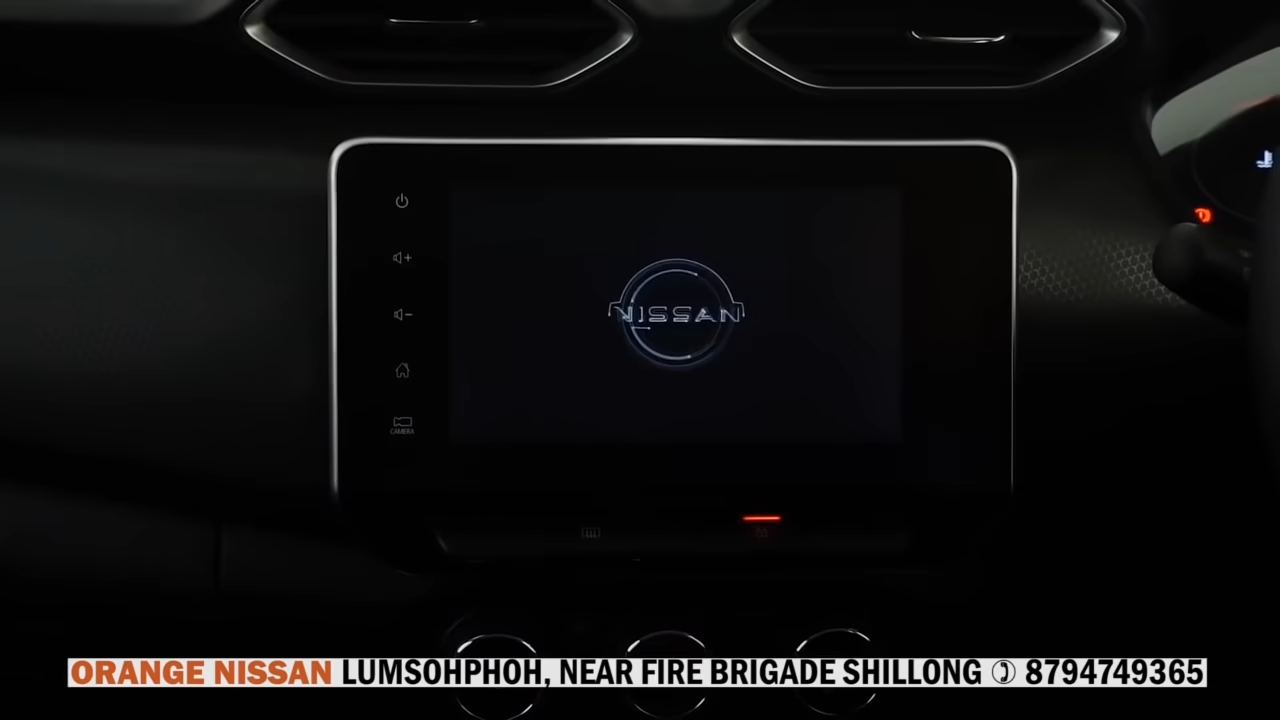 NISSAN
CAMERA
ORANGE NISSAN LUMSOHPHOH, NEAR FIRE BRIGADE SHILLONG ✆ 8794749365